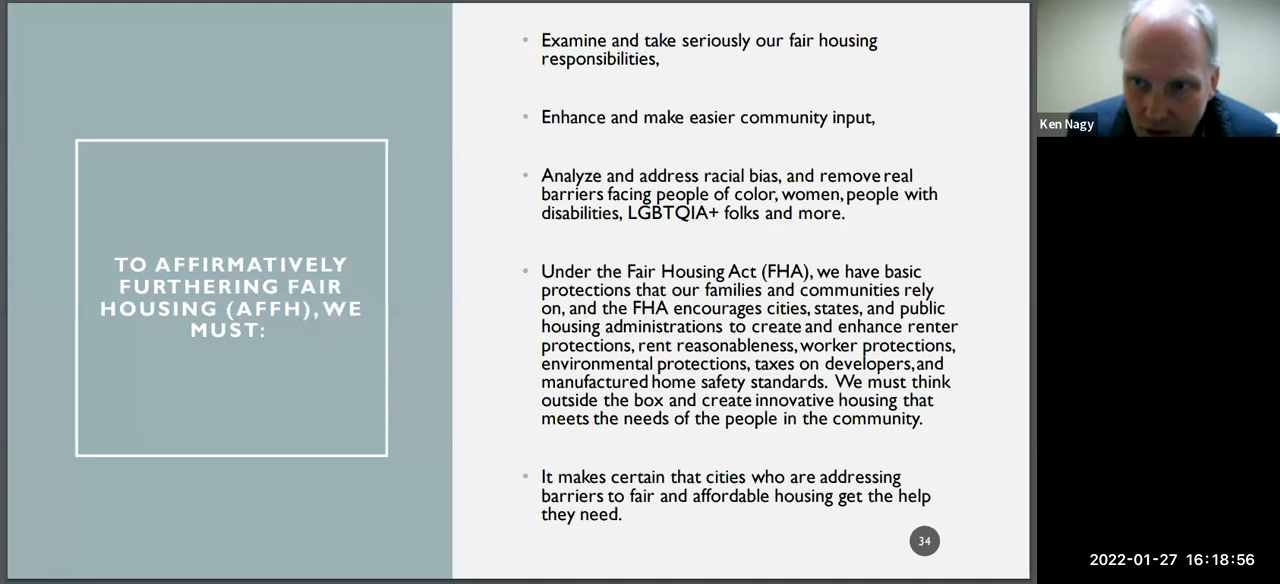 TO AFFIRMATIVELY
FURTHERING FAIR
HOUSING (AFFH), WE
MUST:
• Examine and take seriously our fair housing
responsibilities,
• Enhance and make easier community input,
• Analyze and address racial bias, and remove real
barriers facing people of color, women, people with
disabilities, LGBTQIA+ folks and more.
• Under the Fair Housing Act (FHA), we have basic
protections that our families and communities rely
on, and the FHA encourages cities, states, and public
housing administrations to create and enhance renter
protections, rent reasonableness, worker protections,
environmental protections, taxes on developers, and
manufactured home safety standards. We must think
outside the box and create innovative housing that
meets the needs of the people in the community.
• It makes certain that cities who are addressing
barriers to fair and affordable housing get the help
they need.
34
Ken Nagy
2022-01-27 16:18:56